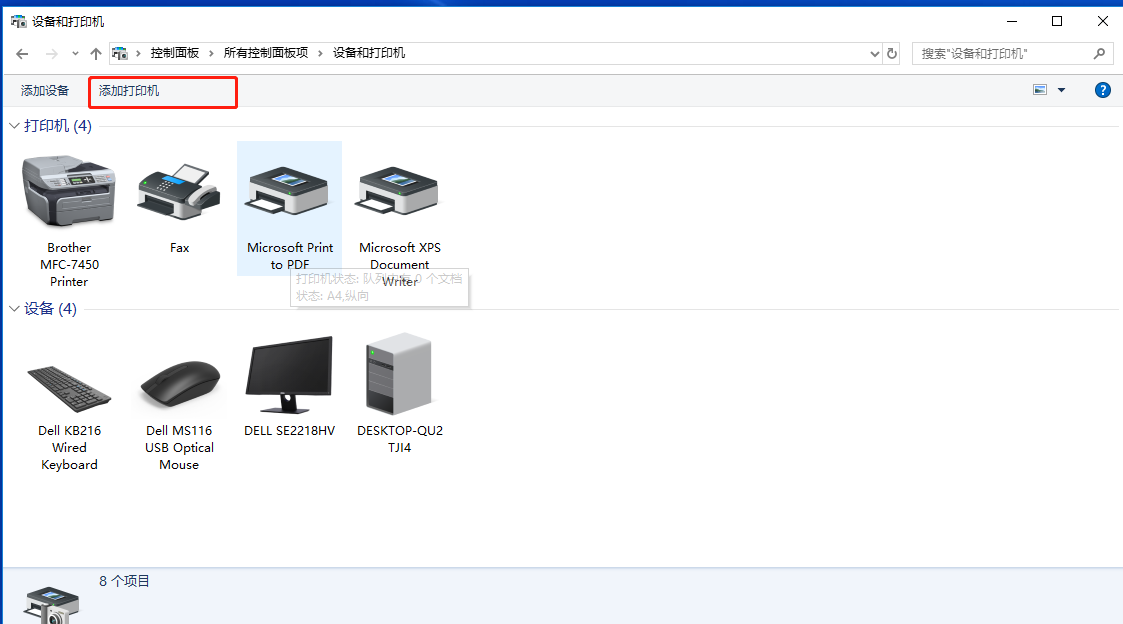 设备和打印机
控制面板 › 所有控制面板项 › 设备和打印机
搜索"设备和打印机"
添加设备 添加打印机
打印机 (4)
Brother
MFC-7450
Printer
Fax
Microsoft Print
to PDF
Microsoft XPS
Document
Writer
打印机状态: 队列中有 0 个文档
状态: A4,纵向
设备 (4)
Dell KB216
Wired
Keyboard
Dell MS116
USB Optical
Mouse
DELL SE2218HV
DESKTOP-QU2
TJI4
8 个项目